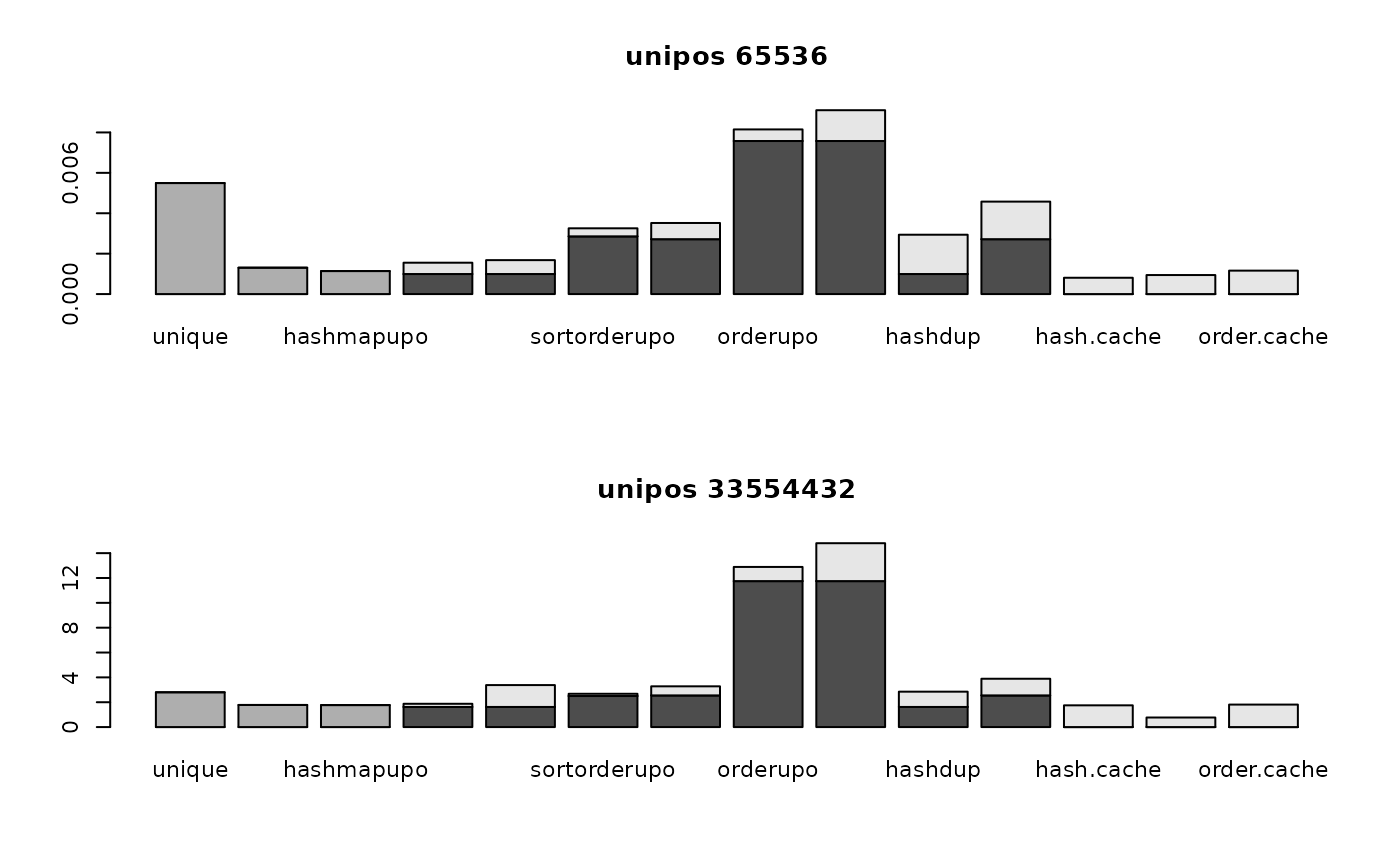 unipos 65536
0.006
0.000
unique hashmapupo sortorderupo orderupo hashdup hash.cache order.cache
unipos 33554432
12
8
4
0
unique hashmapupo sortorderupo orderupo hashdup hash.cache order.cache